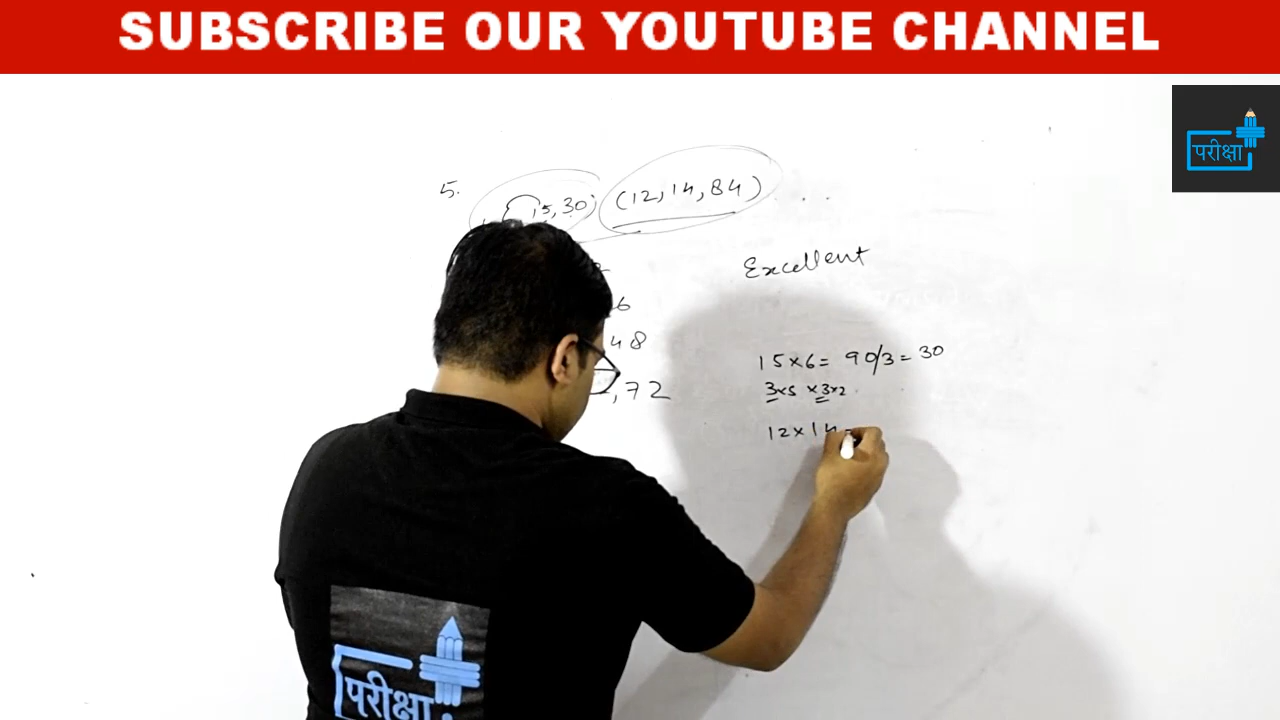 SUBSCRIBE OUR YOUTUBE CHANNEL
परीक्षा
5.
15,30) (12,14,84) ...
Excellent
6
48
15×6= 90/3=30
,72
3×5 ×3×2
12×14=
परीक्षा